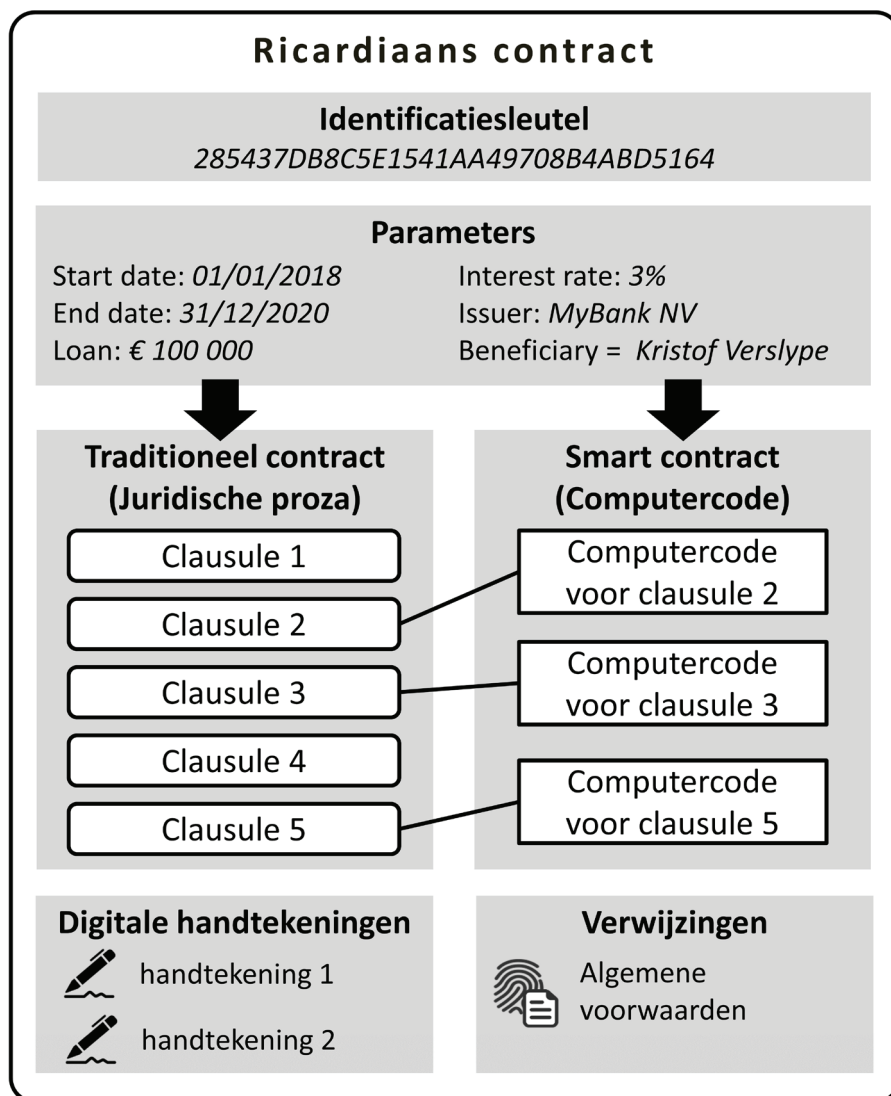 Ricardiaans contract
Identificatiesleutel
285437DB8C5E1541AA49708B4ABD5164
Parameters
Start date: 01/01/2018
End date: 31/12/2020
Loan: € 100 000
Interest rate: 3%
Issuer: MyBank NV
Beneficiary = Kristof Verslype
Traditioneel contract
(Juridische proza)
Clausule 1
Clausule 2
Clausule 3
Clausule 4
Clausule 5
Smart contract
(Computercode)
Computercode
voor clausule 2
Computercode
voor clausule 3
Computercode
voor clausule 5
Digitale handtekeningen
handtekening 1
handtekening 2
Verwijzingen
Algemene
voorwaarden